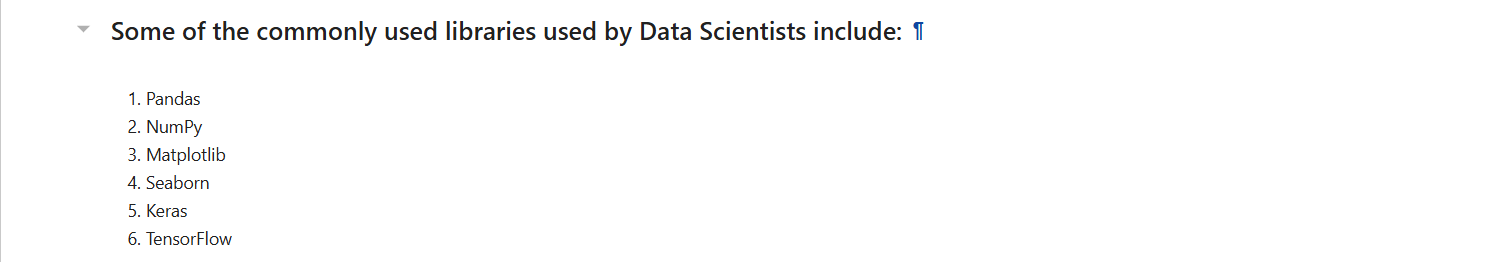 Some of the commonly used libraries used by Data Scientists include: ¶
1. Pandas
2. NumPy
3. Matplotlib
4. Seaborn
5. Keras
6. TensorFlow